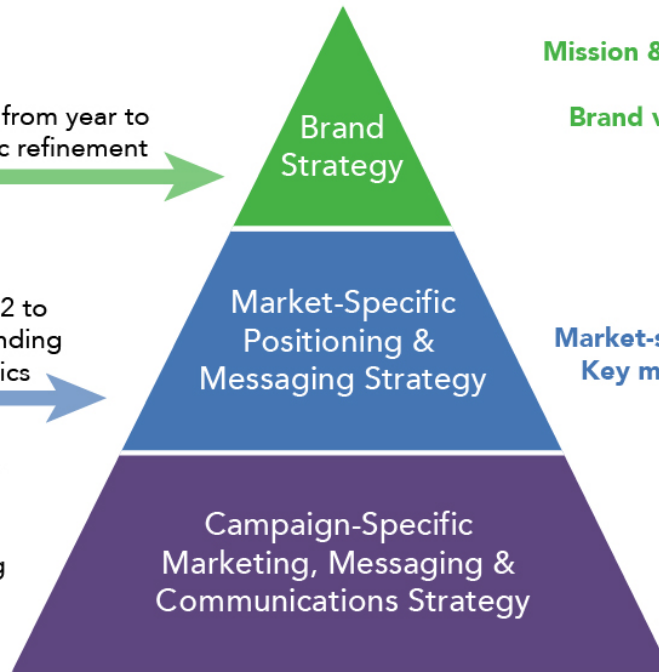 Mission &
from year to
Brand
Brand
Strategy
c refinement
Market-Specific
Positioning &
Messaging Strategy
2 to
nding
ics
Market-s
Key m
Campaign-Specific
Marketing, Messaging &
Communications Strategy
g